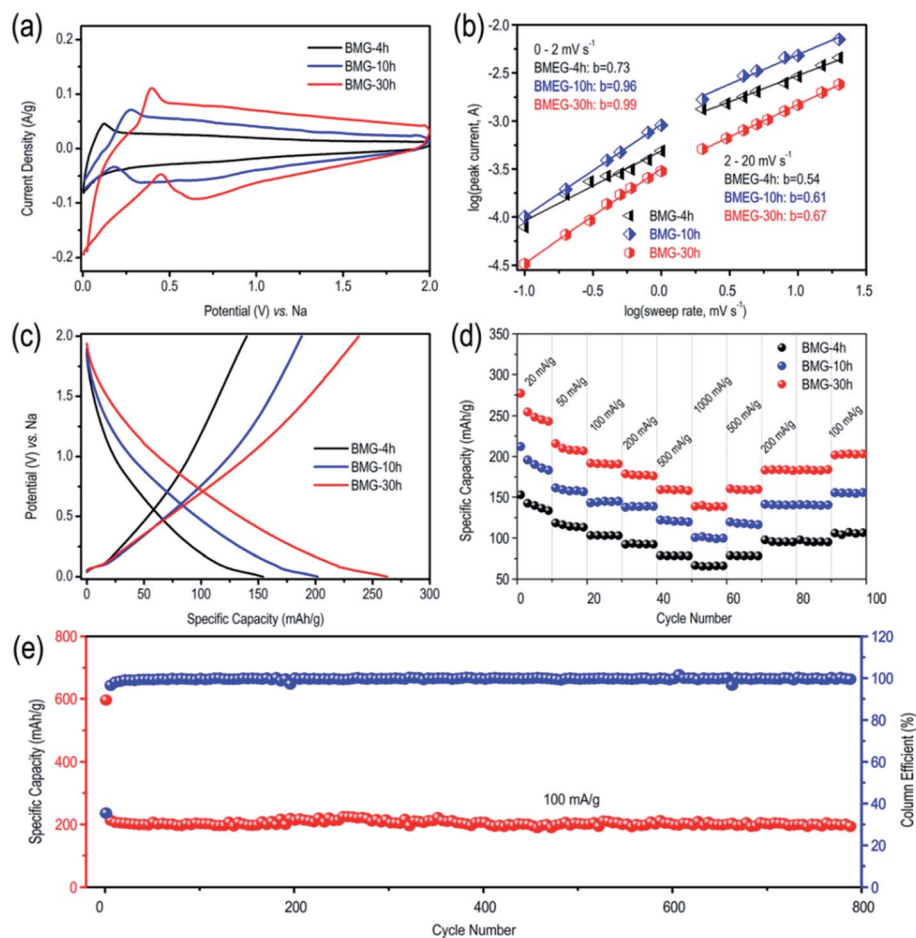 (a)
BMG-4h
BMG-10h
BMG-30h
0.2
0.1
0.0
-0.1
-0.2
0.0
0.5
1.0
1.5
2.0
Current Density (A/g)
Potential (V) vs. Na
(b)
0 - 2 mV s-1
BMEG-4h: b=0.73
BMEG-10h: b=0.96
BMEG-30h: b=0.99
2 - 20 mV s-1
BMEG-4h: b=0.54
BMEG-10h: b=0.61
BMEG-30h: b=0.67
BMG-4h
BMG-10h
BMG-30h
-2.0
-2.5
-3.0
-3.5
-4.0
-4.5
-1.0
-0.5
0.0
0.5
1.0
1.5
log(peak current, A)
log(sweep rate, mV s-1)
(c)
2.0
1.5
1.0
0.5
0.0
BMG-4h
BMG-10h
BMG-30h
0
50
100
150
200
250
300
Potential (V) vs. Na
Specific Capacity (mAh/g)
(d)
350
300
250
200
150
100
50
20 mA/g
50 mA/g
100 mA/g
200 mA/g
500 mA/g
1000 mA/g
500 mA/g
200 mA/g
100 mA/g
BMG-4h
BMG-10h
BMG-30h
0
20
40
60
80
100
Specific Capacity (mAh/g)
Cycle Number
(e)
800
600
400
200
0
100 mA/g
120
100
80
60
40
20
0
0
200
400
600
800
Specific Capacity (mAh/g)
Column Efficient (%)
Cycle Number